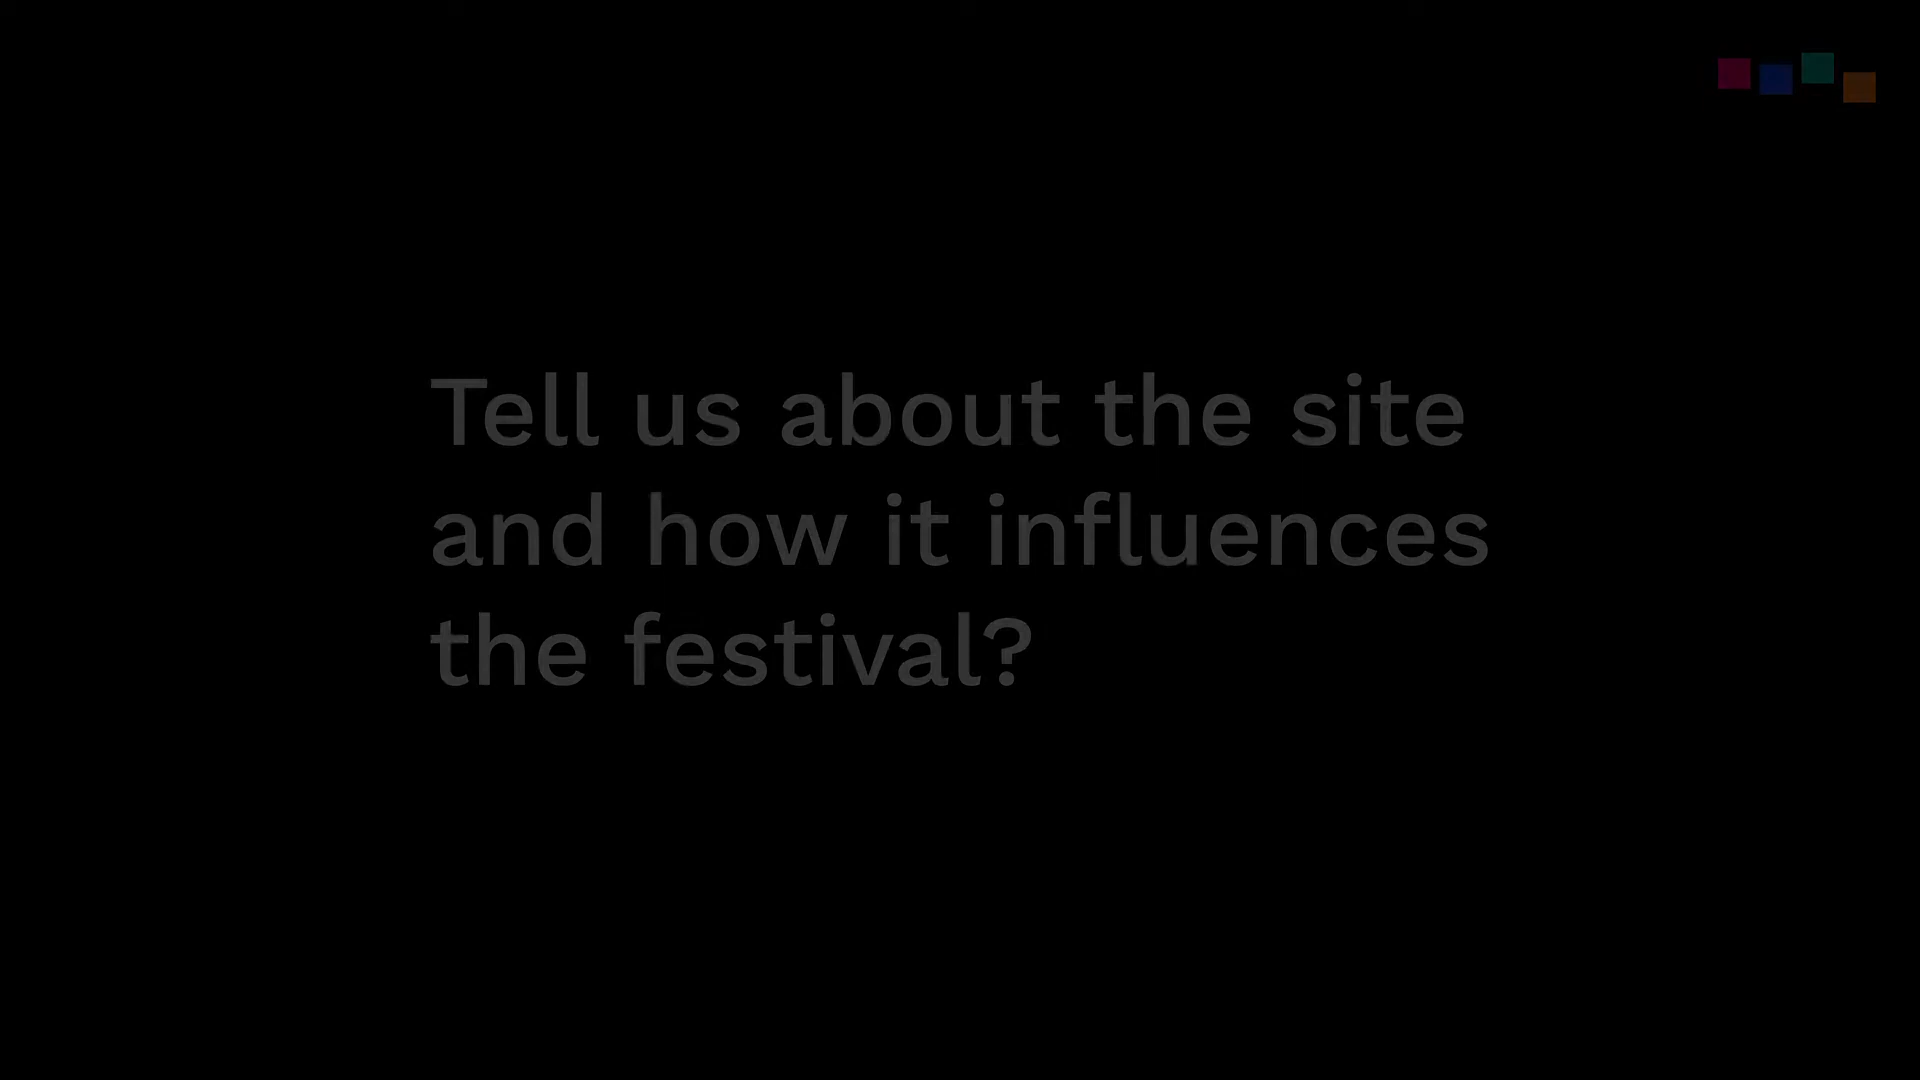 Tell us about the site
and how it influences
the festival?